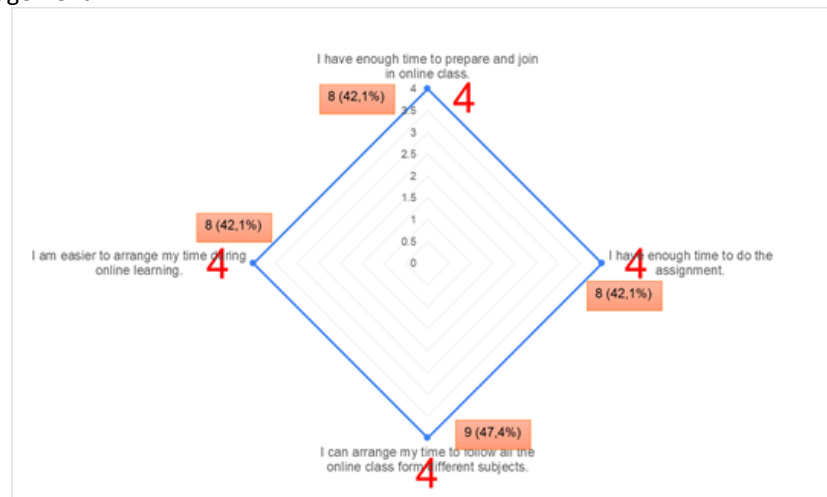 I have enough time to prepare and join
in online class.
8 (42,1%)
4
4
3.5
3
2.5
2
1.5
1
0.5
0
8 (42,1%)
I am easier to arrange my time during
online learning.
4
I have enough time to do the
assignment.
4
8 (42,1%)
9 (47,4%)
I can arrange my time to follow all the
online class form different subjects.
4